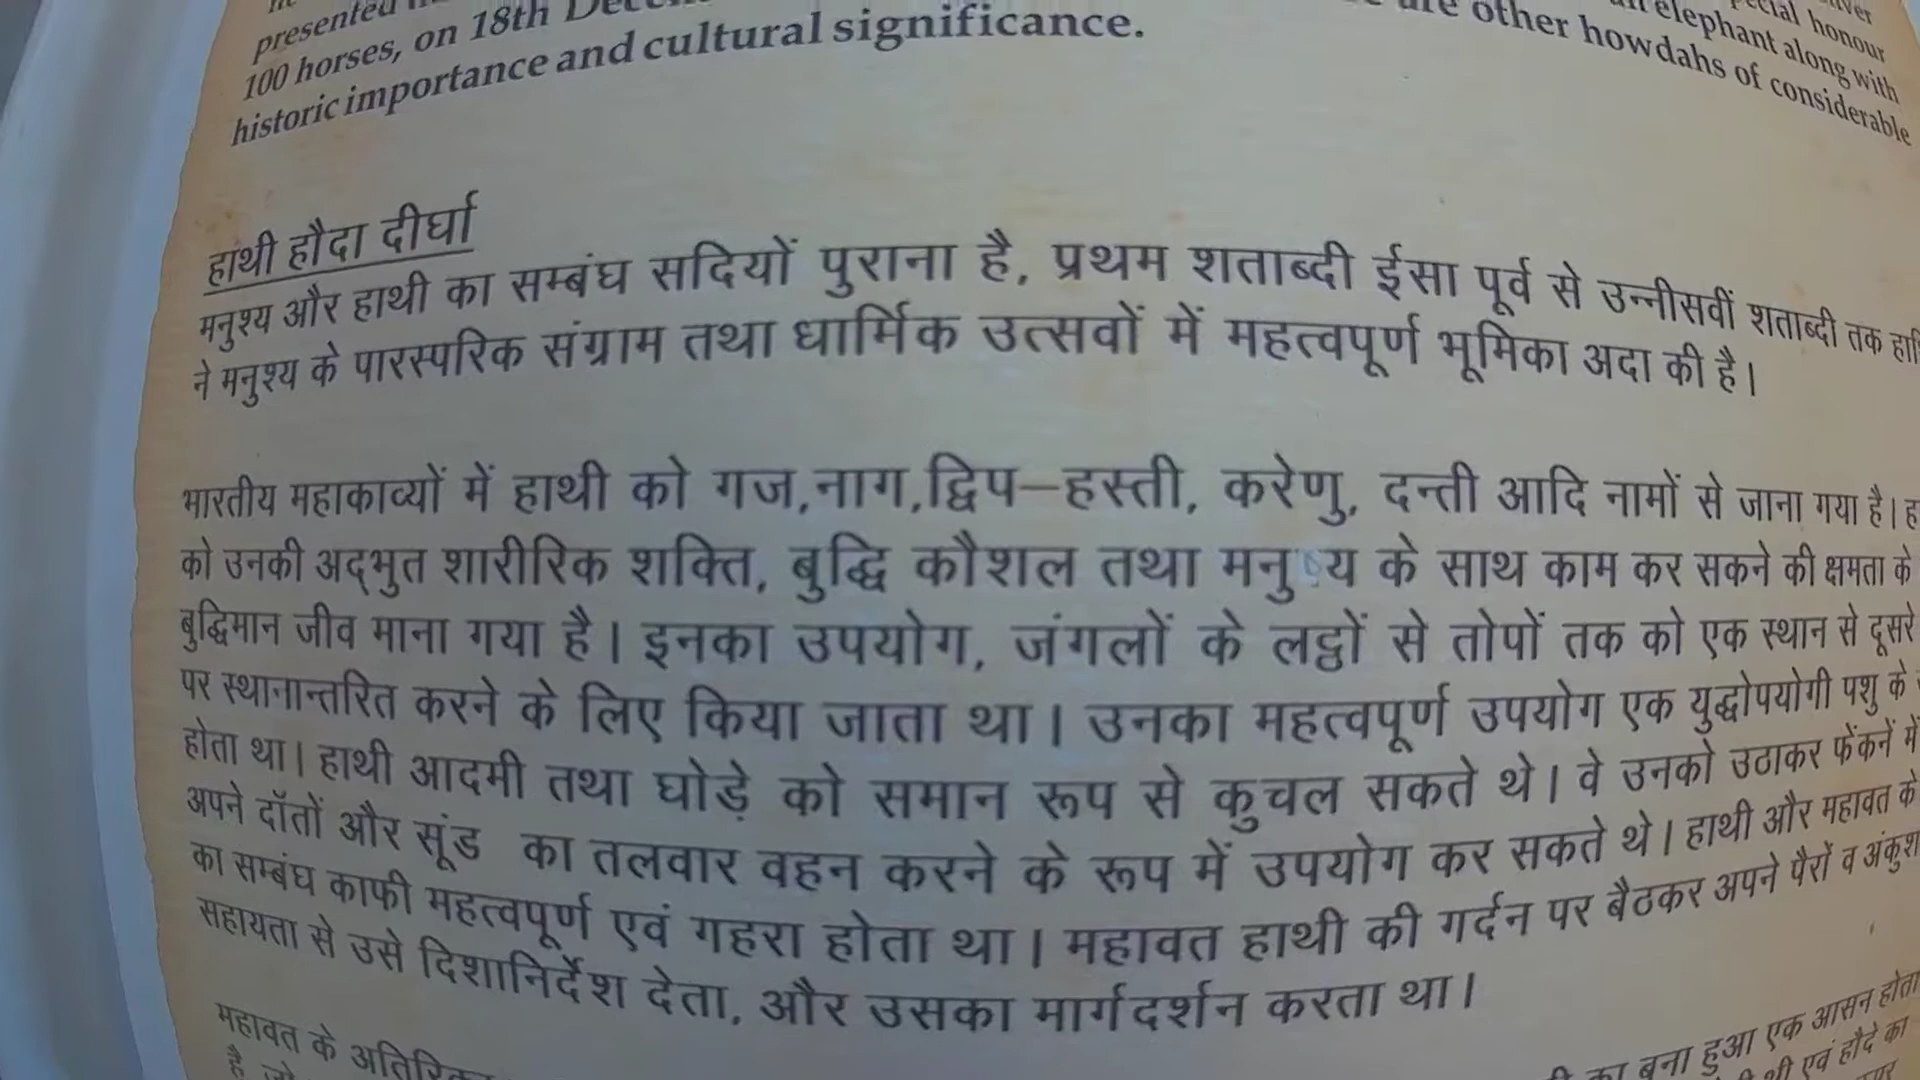 presented
100 horses, on 18th are other howdahs of considerable
historic importance and cultural significance.
honour
elephant along with
हाथी हौदा दीर्घा
मनुश्य और हाथी का सम्बंघ सदियों पुराना है, प्रथम शताब्दी ईसा पूर्व से उन्नीसवीं शताब्दी तक
ने मनुश्य के पारस्परिक संग्राम तथा धार्मिक उत्सवों में महत्वपूर्ण भूमिका अदा की है।
भारतीय महाकाव्यों में हाथी को गज,नाग,द्विप–हस्ती, करेणु, दन्ती आदि नामों से जाना गया है।
को उनकी अद्भुत शारीरिक शक्ति, बुद्धि कौशल तथा मनुष्य के साथ काम कर सकने की क्षमता के
बुद्धिमान जीव माना गया है। इनका उपयोग, जंगलों के लट्ठों से तोपों तक को एक स्थान से दूसरे
पर स्थानान्तरित करने के लिए किया जाता था। उनका महत्वपूर्ण उपयोग एक युद्धोपयोगी पशु के
होता था। हाथी आदमी तथा घोड़े को समान रूप से कुचल सकते थे। वे उनको उठाकर फेंकनें में
अपने दॉतों और सूंड का तलवार वहन करने के रूप में उपयोग कर सकते थे। हाथी और महावत के
का सम्बंघ काफी महत्वपूर्ण एवं गहरा होता था। महावत हाथी की गर्दन पर बैठकर अपने पैरों व अंकुश
सहायता से उसे दिशानिर्देश देता, और उसका मार्गदर्शन करता था।
महावत के अतिरिक्त का बना हुआ एक आसन होता
है एवं हौदे का